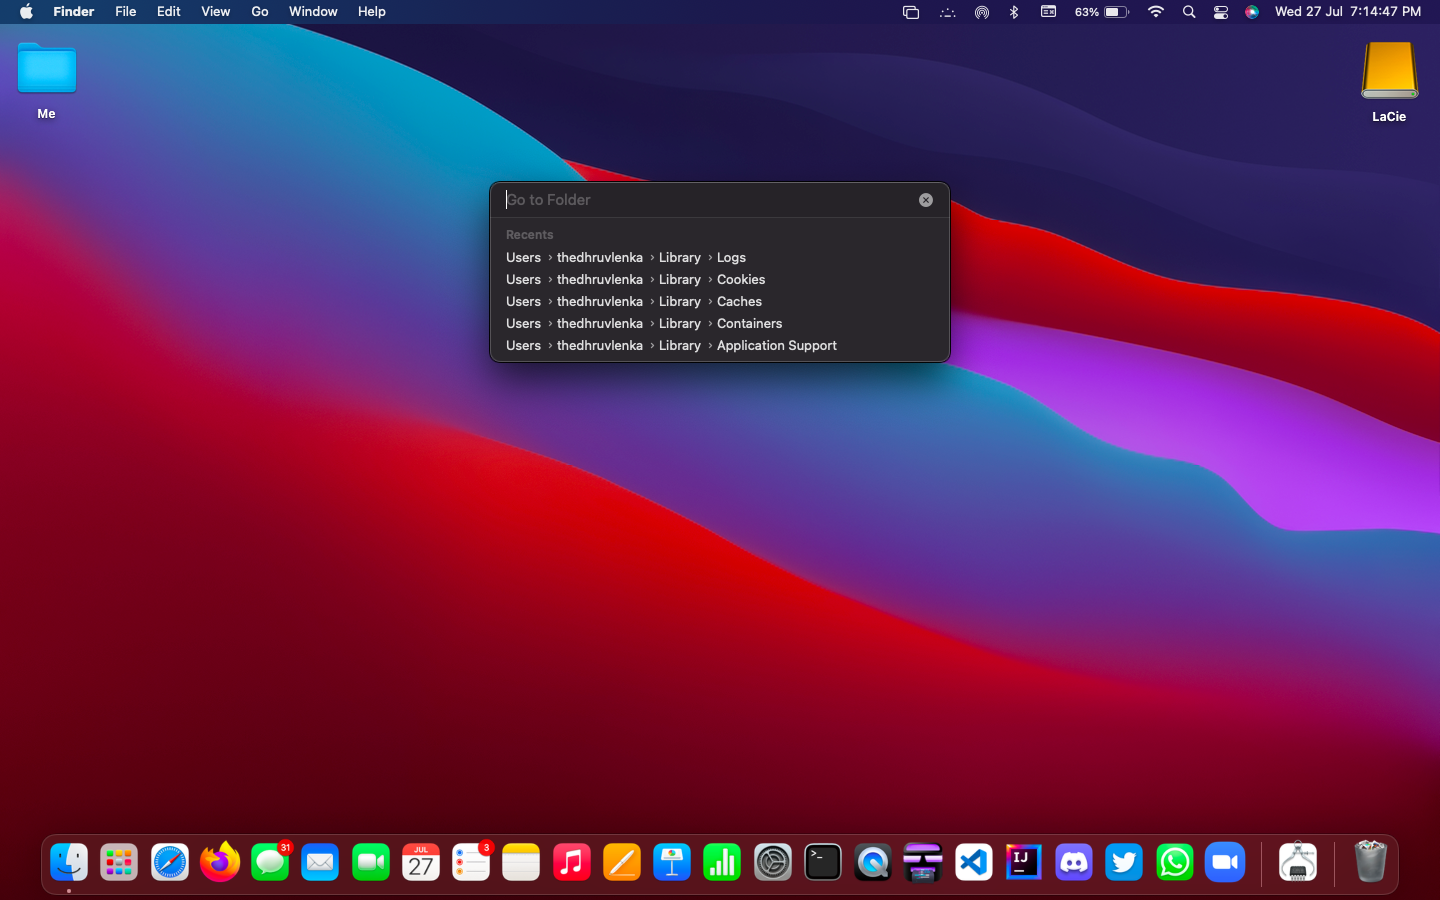 Finder File Edit View Go Window Help 63% Wed 27 Jul 7:14:47 PM
Me
LaCie
Go to Folder
Recents
Users › thedhruvlenka › Library › Logs
Users › thedhruvlenka › Library › Cookies
Users › thedhruvlenka › Library › Caches
Users › thedhruvlenka › Library › Containers
Users › thedhruvlenka › Library › Application Support
31
JUL
27
3
>_
IJ